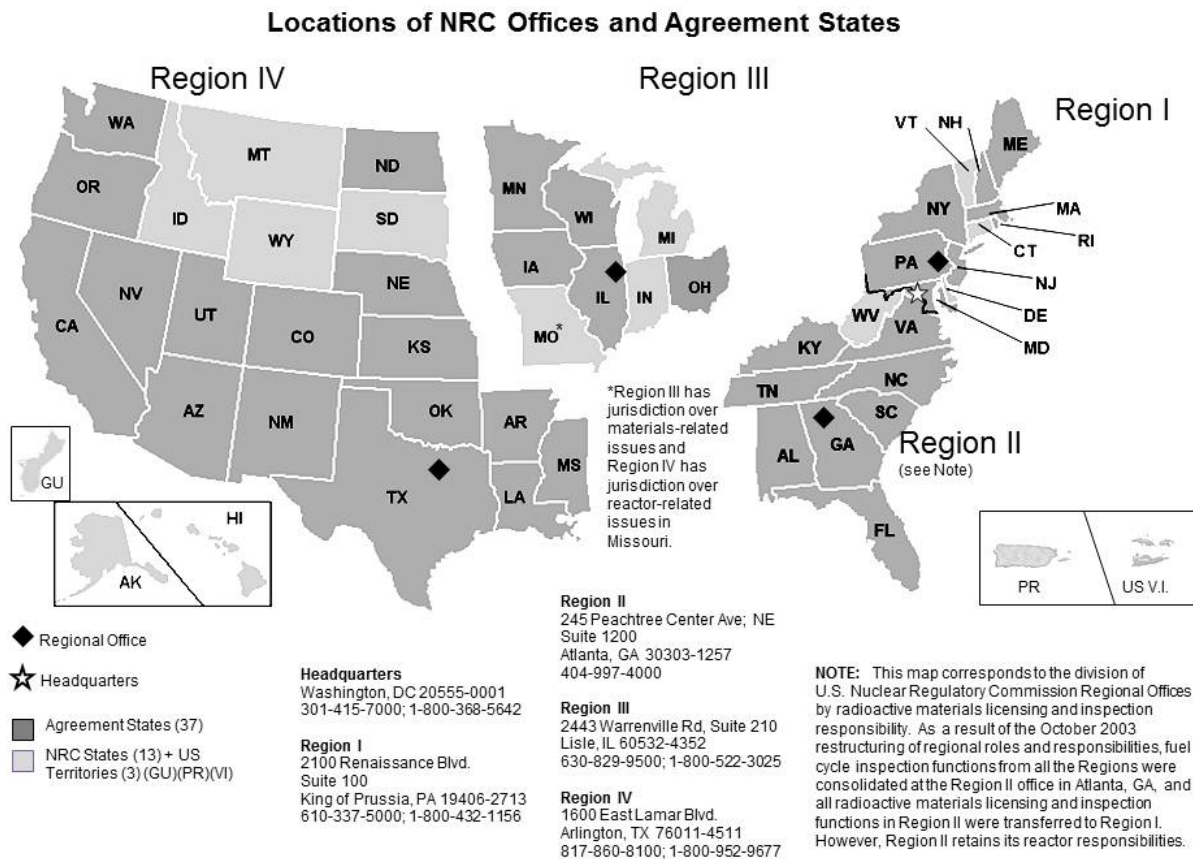 Locations of NRC Offices and Agreement States
Region IV
Region III
Region I
WA
OR
CA
NV
ID
MT
WY
UT
AZ
CO
NM
ND
SD
NE
KS
OK
TX
MN
IA
MO*
WI
IL
MI
IN
OH
AR
LA
MS
VT
NH
ME
NY
MA
RI
CT
PA
NJ
DE
MD
WV
VA
KY
TN
NC
SC
AL
GA
FL
Region II
(see Note)
*Region III has
jurisdiction over
materials-related
issues and
Region IV has
jurisdiction over
reactor-related
issues in
Missouri.
GU
AK
HI
PR
US V.I.
Regional Office
Headquarters
Agreement States (37)
NRC States (13) + US
Territories (3) (GU)(PR)(VI)
Headquarters
Washington, DC 20555-0001
301-415-7000; 1-800-368-5642
Region I
2100 Renaissance Blvd.
Suite 100
King of Prussia, PA 19406-2713
610-337-5000; 1-800-432-1156
Region II
245 Peachtree Center Ave; NE
Suite 1200
Atlanta, GA 30303-1257
404-997-4000
Region III
2443 Warrenville Rd, Suite 210
Lisle, IL 60532-4352
630-829-9500; 1-800-522-3025
Region IV
1600 East Lamar Blvd.
Arlington, TX 76011-4511
817-860-8100; 1-800-952-9677
NOTE: This map corresponds to the division of
U.S. Nuclear Regulatory Commission Regional Offices
by radioactive materials licensing and inspection
responsibility. As a result of the October 2003
restructuring of regional roles and responsibilities, fuel
cycle inspection functions from all the Regions were
consolidated at the Region II office in Atlanta, GA, and
all radioactive materials licensing and inspection
functions in Region II were transferred to Region I.
However, Region II retains its reactor responsibilities.